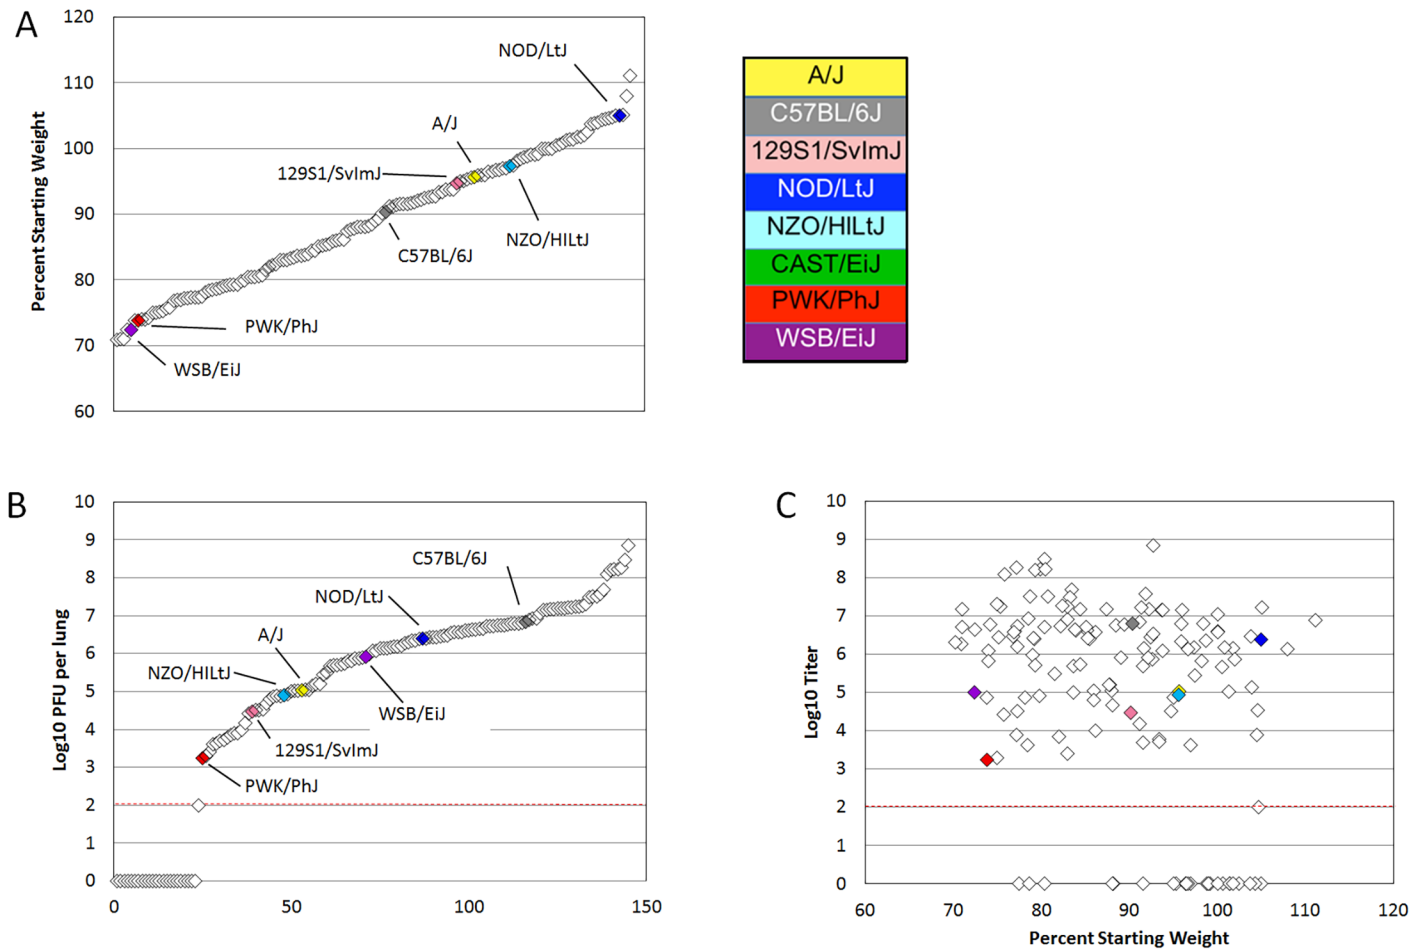 A
120
110
100
90
80
70
60
Percent Starting Weight
NOD/LtJ
A/J
129S1/SvImJ
NZO/HILtJ
C57BL/6J
PWK/PhJ
WSB/EiJ
A/J
C57BL/6J
129S1/SvImJ
NOD/LtJ
NZO/HILtJ
CAST/EiJ
PWK/PhJ
WSB/EiJ
B
10
9
8
7
6
5
4
3
2
1
0
Log10 PFU per lung
C57BL/6J
NOD/LtJ
A/J
NZO/HILtJ
WSB/EiJ
129S1/SvImJ
PWK/PhJ
0 50 100 150
C
10
9
8
7
6
5
4
3
2
1
0
Log10 Titer
60 70 80 90 100 110 120
Percent Starting Weight